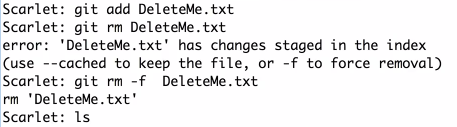 Scarlet: git add DeleteMe.txt
Scarlet: git rm DeleteMe.txt
error: 'DeleteMe.txt' has changes staged in the index
(use --cached to keep the file, or -f to force removal)
Scarlet: git rm -f  DeleteMe.txt
rm 'DeleteMe.txt'
Scarlet: ls